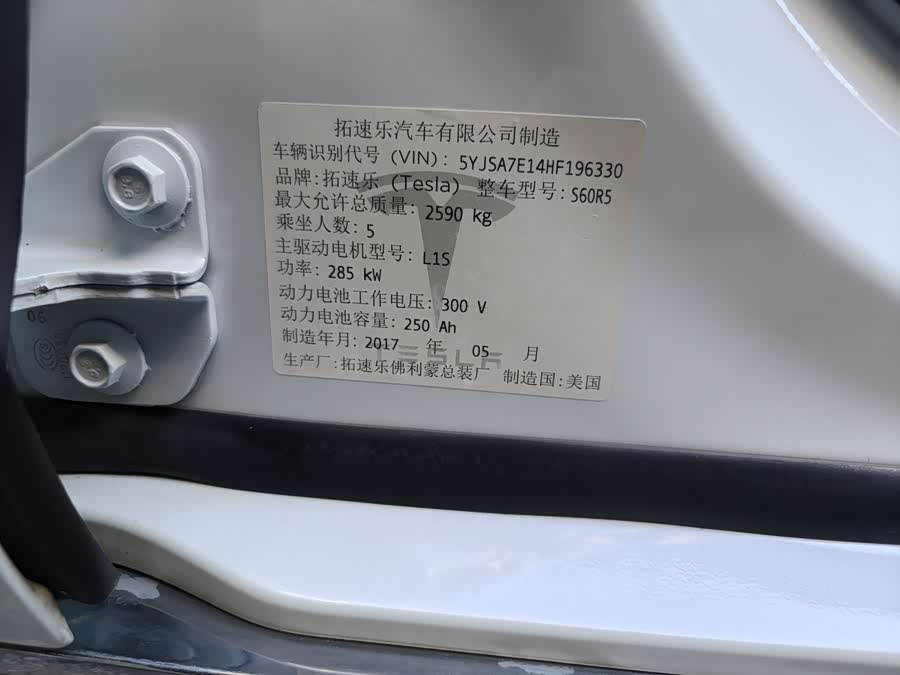 拓速乐汽车有限公司制造
车辆识别代号 (VIN): 5YJSA7E14HF196330
品牌:拓速乐 (Tesla) 整车型号: S60R5
最大允许总质量: 2590 kg
乘坐人数: 5
主驱动电机型号: L1S
功率: 285 kW
动力电池工作电压: 300 V
动力电池容量: 250 Ah
制造年月: 2017 年 05 月
TESLA
生产厂:拓速乐佛利蒙总装厂 制造国:美国
8.8